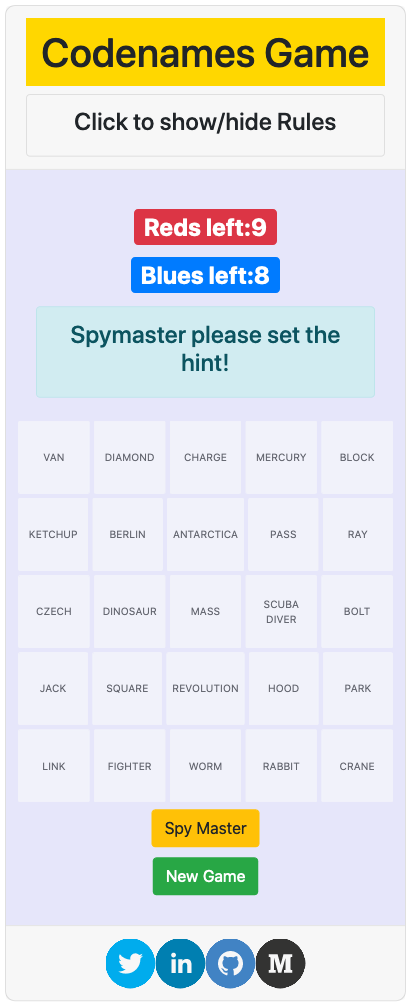 Codenames Game
Click to show/hide Rules
Reds left:9
Blues left:8
Spymaster please set the
hint!
VAN DIAMOND CHARGE MERCURY BLOCK
KETCHUP BERLIN ANTARCTICA PASS RAY
CZECH DINOSAUR MASS SCUBA DIVER BOLT
JACK SQUARE REVOLUTION HOOD PARK
LINK FIGHTER WORM RABBIT CRANE
Spy Master
New Game
in M